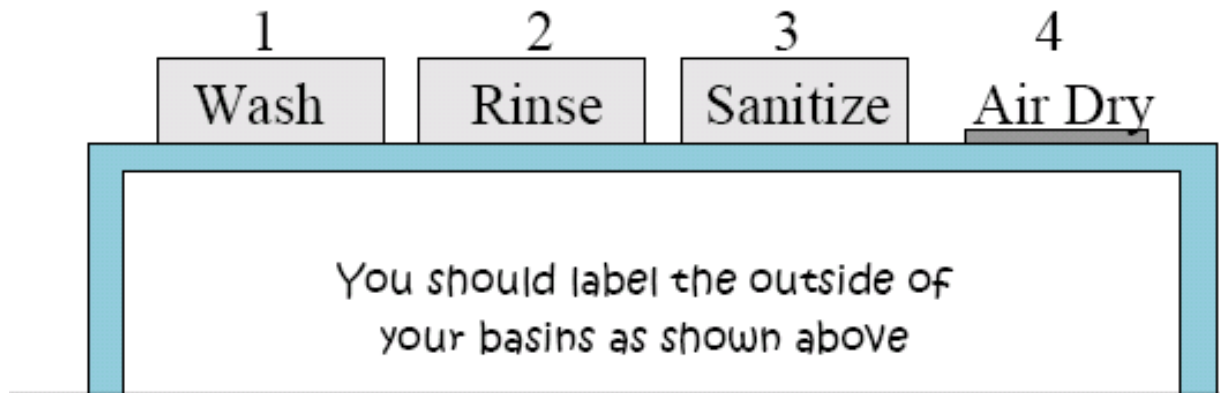 1 2 3 4
Wash Rinse Sanitize Air Dry
You should label the outside of
your basins as shown above